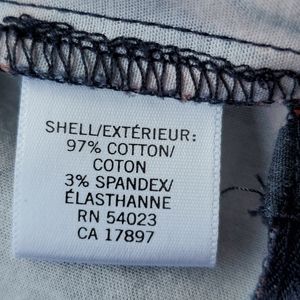 SHELL/EXTÉRIEUR:
97% COTTON/
COTON
3% SPANDEX/
ÉLASTHANNE
RN 54023
CA 17897